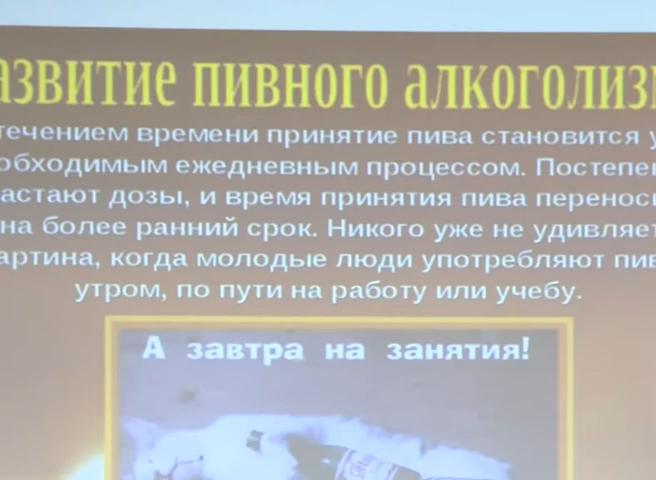 азвитие пивного алкоголизм
течением времени принятие пива становится у
обходимым ежедневным процессом. Постепен
астают дозы, и время принятия пива переноси
на более ранний срок. Никого уже не удивляет
артина, когда молодые люди употребляют пив
утром, по пути на работу или учебу.
А завтра на занятия!